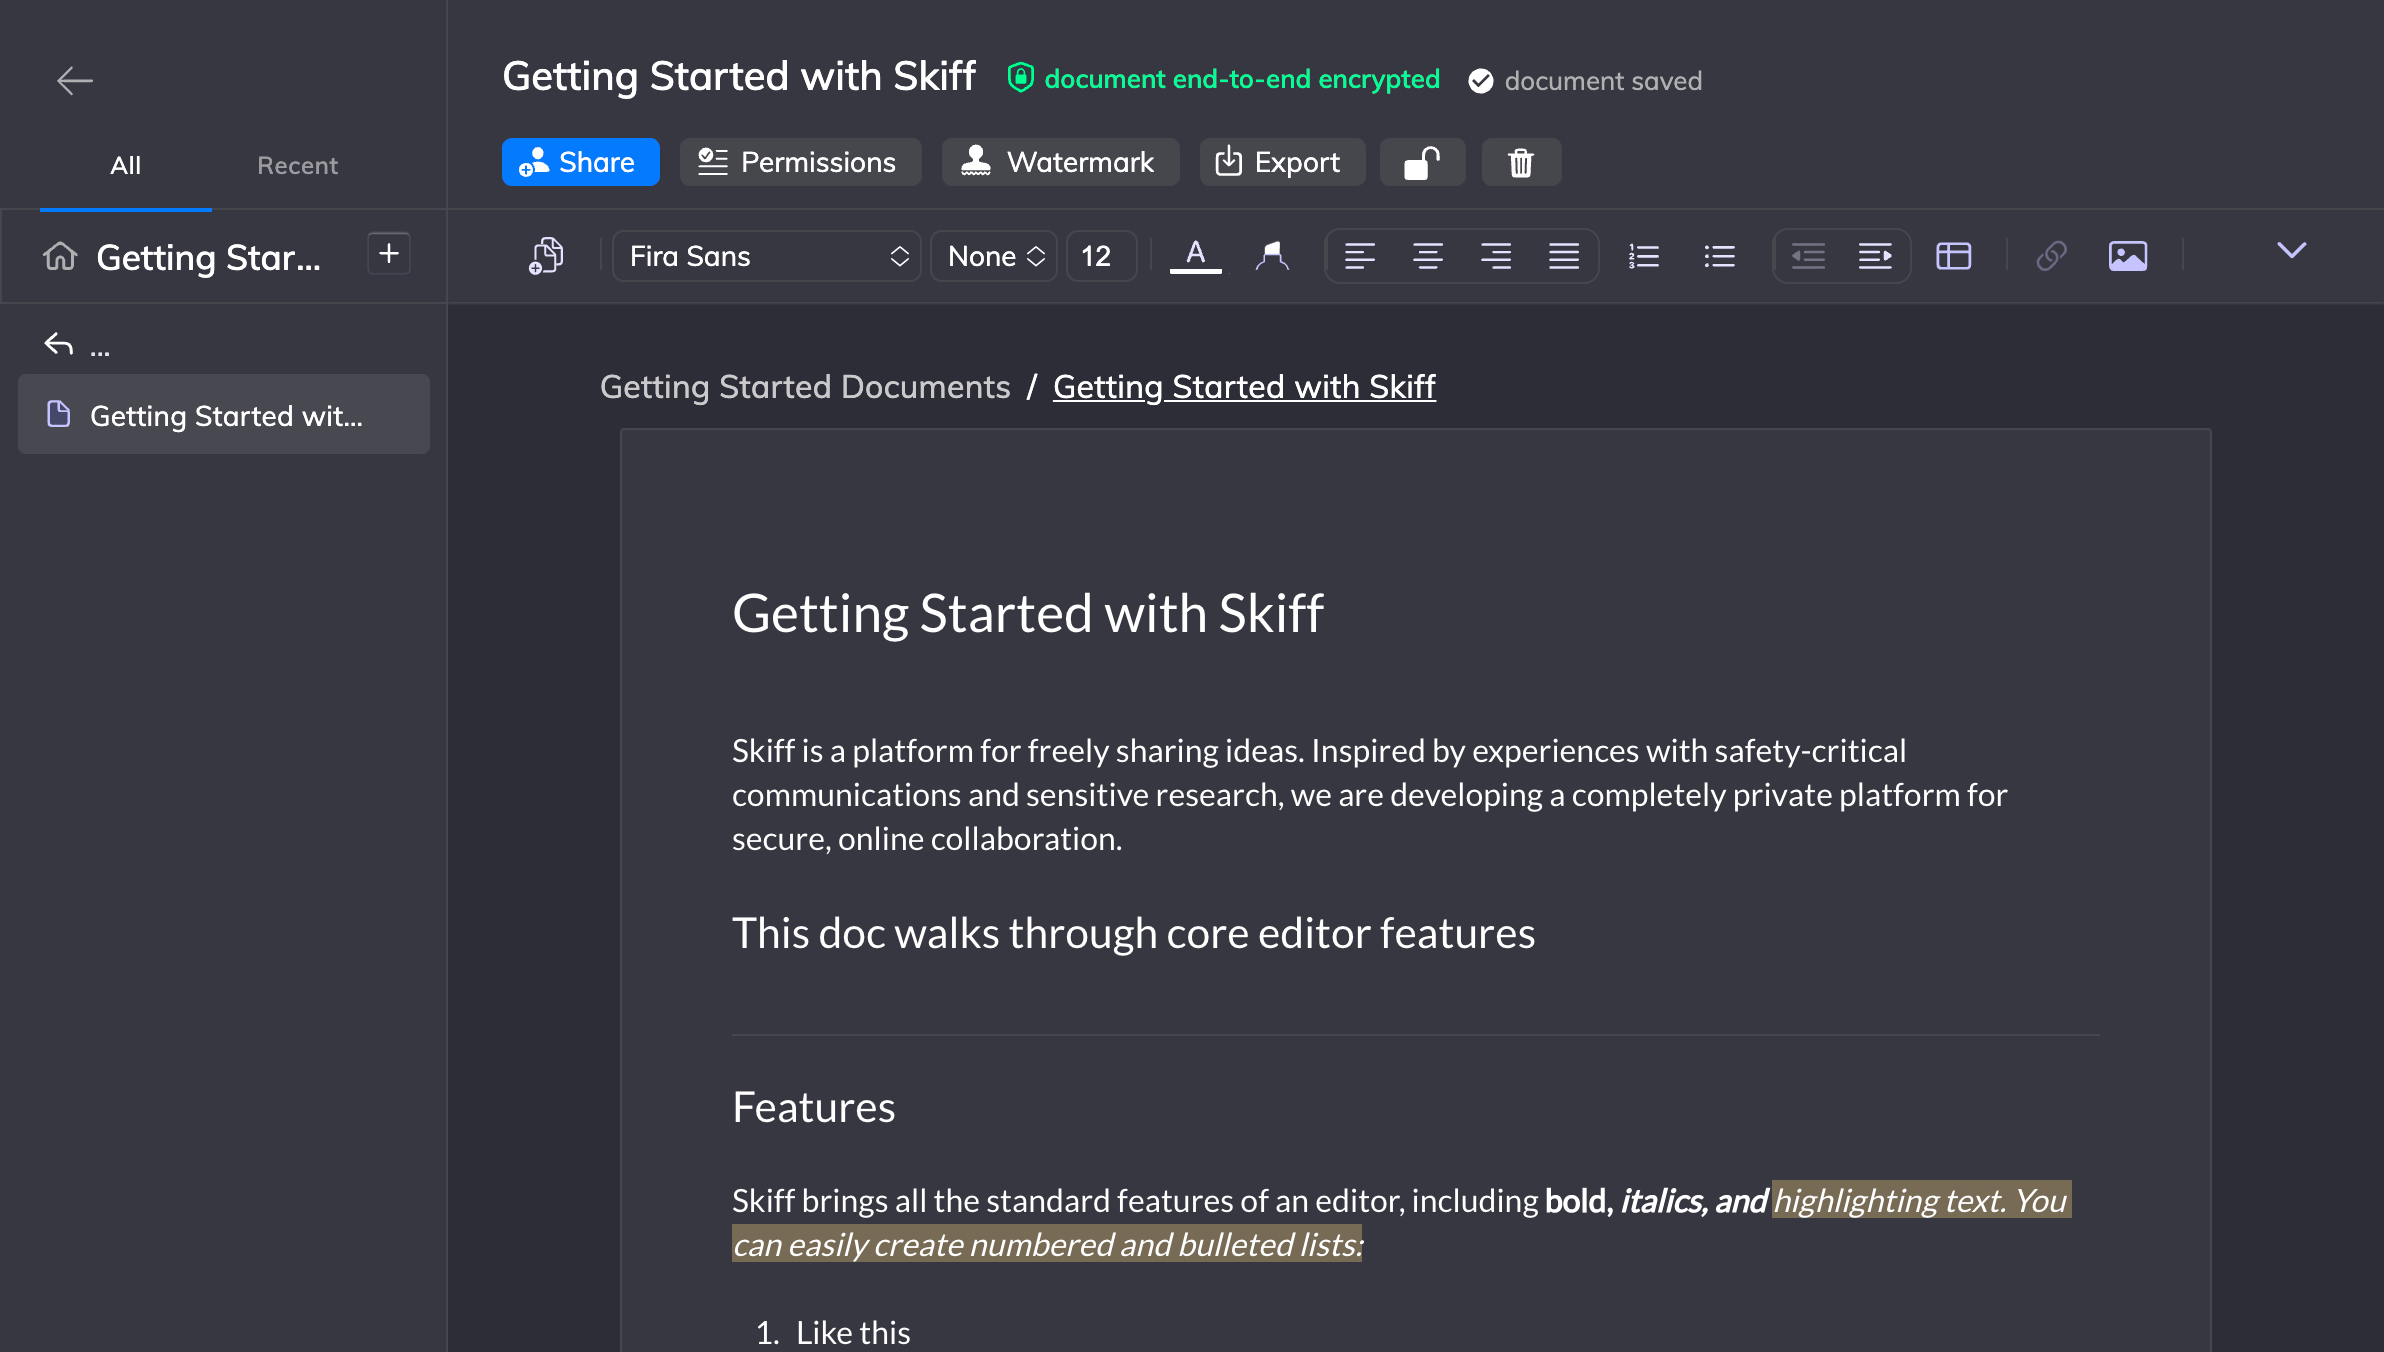 Getting Started with Skiff document end-to-end encrypted document saved
All Recent
Share Permissions Watermark Export
Getting Star... +
Fira Sans None 12 A
...
Getting Started wit...
Getting Started Documents / Getting Started with Skiff
Getting Started with Skiff
Skiff is a platform for freely sharing ideas. Inspired by experiences with safety-critical
communications and sensitive research, we are developing a completely private platform for
secure, online collaboration.
This doc walks through core editor features
Features
Skiff brings all the standard features of an editor, including bold, italics, and highlighting text. You
can easily create numbered and bulleted lists:
1. Like this